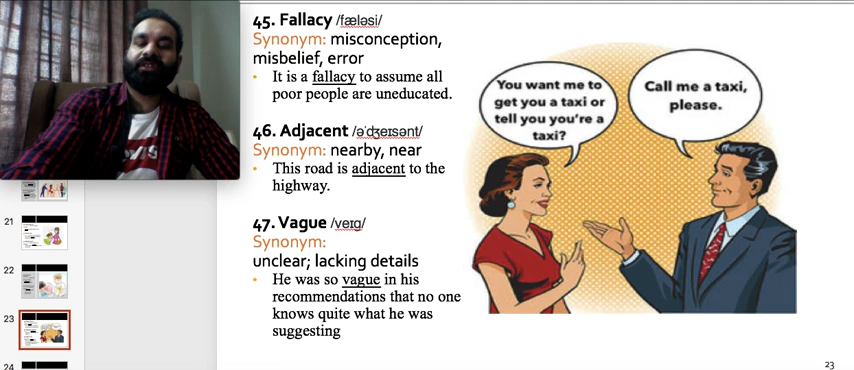 45. Fallacy /fæləsi/
Synonym: misconception,
misbelief, error
• It is a fallacy to assume all
poor people are uneducated.
46. Adjacent /əˈʤeɪsənt/
Synonym: nearby, near
• This road is adjacent to the
highway.
47. Vague /veɪg/
Synonym:
unclear; lacking details
• He was so vague in his
recommendations that no one
knows quite what he was
suggesting
You want me to
get you a taxi or
tell you you're a
taxi?
Call me a taxi,
please.
21
22
23
24
23